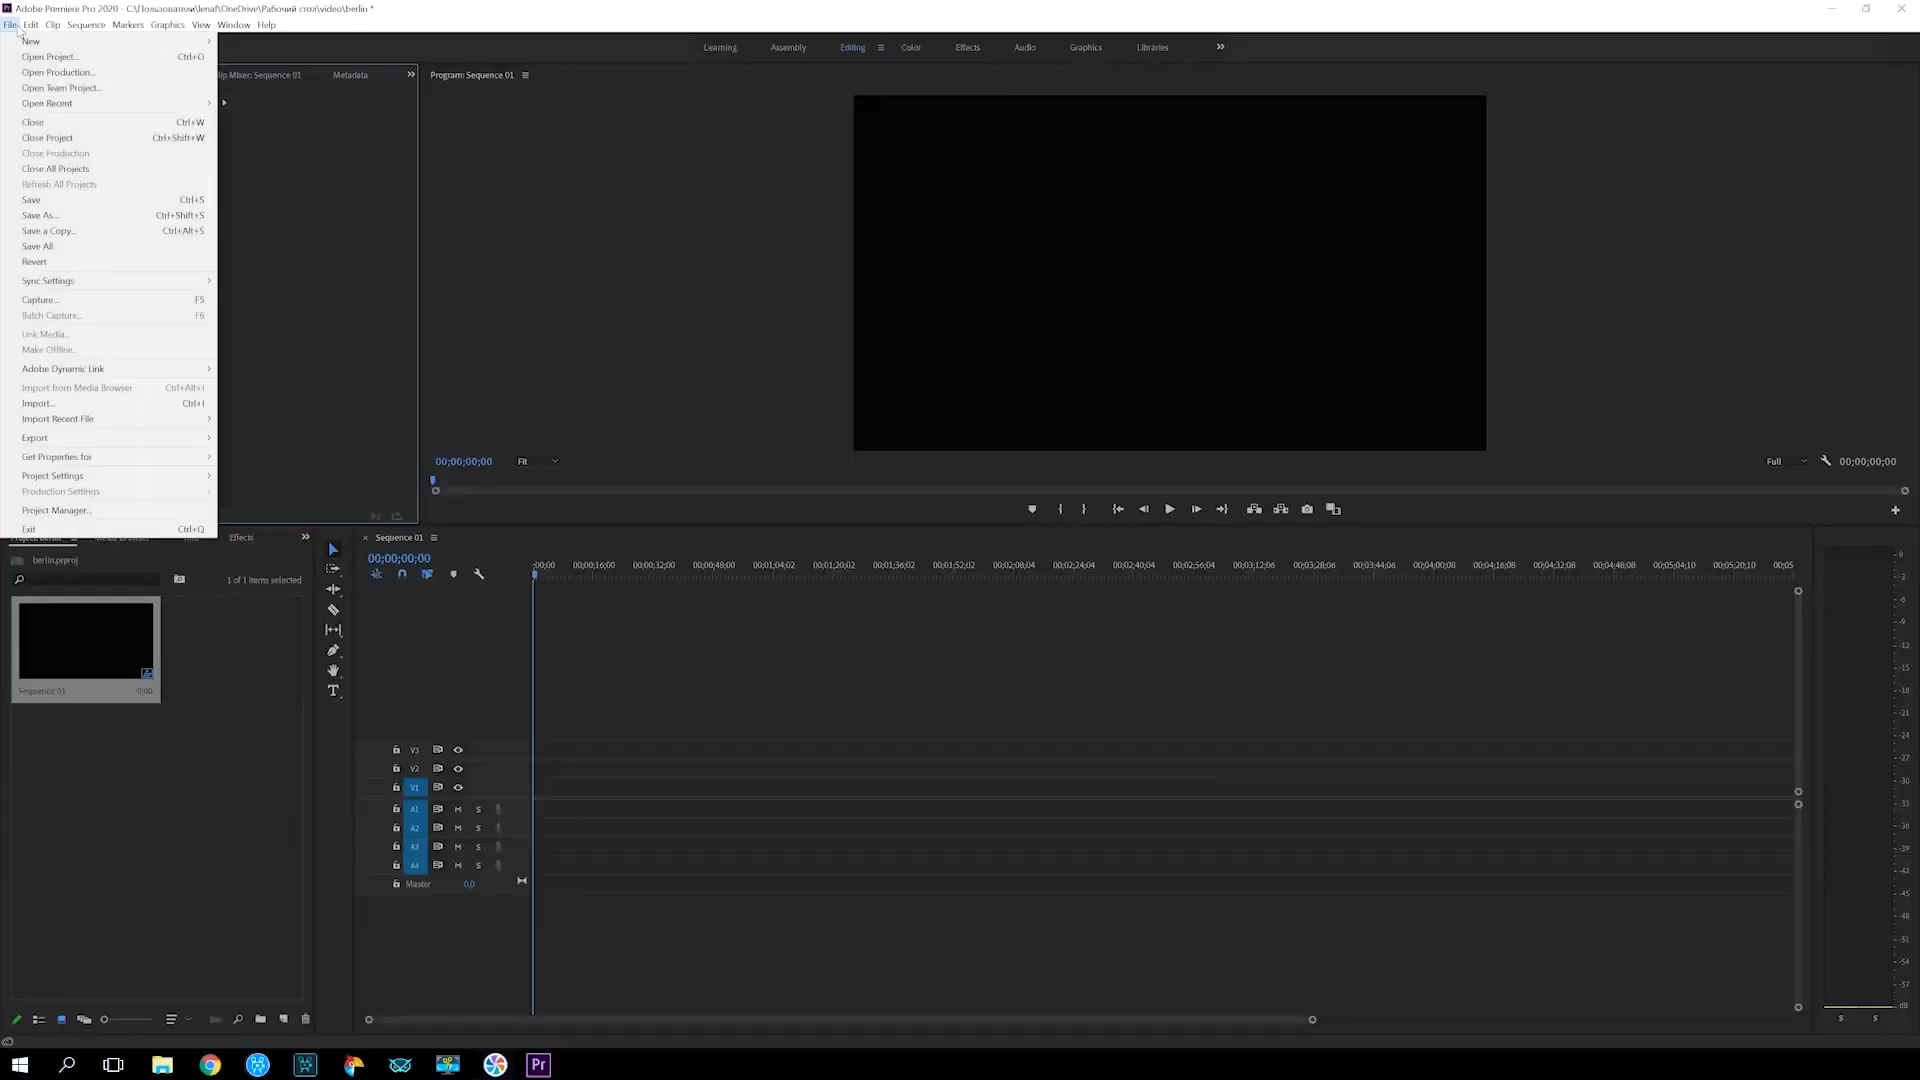 Adobe Premiere Pro 2020 - C:\Пользователи\lenaf\OneDrive\Рабочий стол\video\berlin *
File Edit Clip Sequence Markers Graphics View Window Help
New
Open Project... Ctrl+O
Open Production...
Open Team Project...
Open Recent
Close Ctrl+W
Close Project Ctrl+Shift+W
Close Production
Close All Projects
Refresh All Projects
Save Ctrl+S
Save As... Ctrl+Shift+S
Save a Copy... Ctrl+Alt+S
Save All
Revert
Sync Settings
Capture... F5
Batch Capture... F6
Link Media...
Make Offline...
Adobe Dynamic Link
Import from Media Browser Ctrl+Alt+I
Import... Ctrl+I
Import Recent File
Export
Get Properties for
Project Settings
Production Settings
Project Manager...
Exit Ctrl+Q
Learning Assembly Editing Color Effects Audio Graphics Libraries
lip Mixer: Sequence 01 Metadata
Program: Sequence 01
00;00;00;00 Fit Full 00;00;00;00
Effects
berlin.prproj
1 of 1 items selected
Sequence 01 0;00
Sequence 01
00;00;00;00
;00;00 00;00;16;00 00;00;32;00 00;00;48;00 00;01;04;02 00;01;20;02 00;01;36;02 00;01;52;02 00;02;08;04 00;02;24;04 00;02;40;04 00;02;56;04 00;03;12;06 00;03;28;06 00;03;44;06 00;04;00;08 00;04;16;08 00;04;32;08 00;04;48;08 00;05;04;10 00;05;20;10 00;05
V3
V2
V1
A1 M S
A2 M S
A3 M S
A4 M S
Master 0,0
0
-3
-6
-9
-12
-15
-18
-21
-24
-27
-30
-33
-36
-39
-42
-45
-48
-51
-54
-57
dB
S S
T
Pr